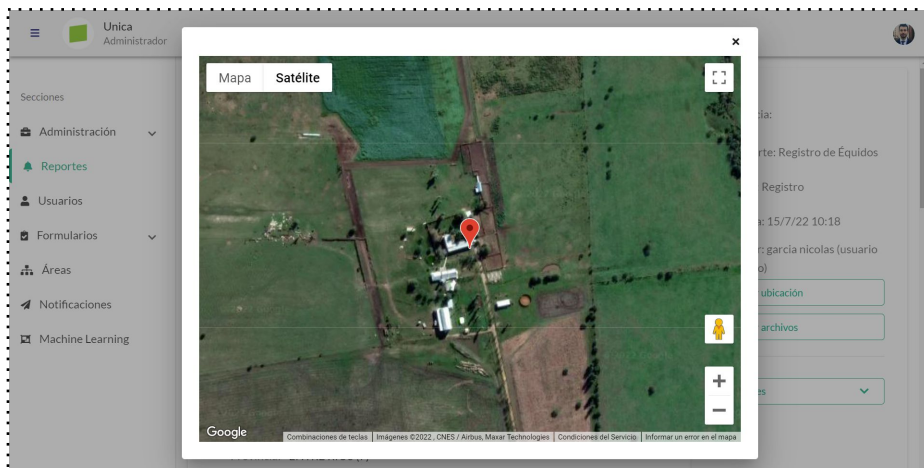 Unica
Administrador
×
Secciones
Administración
Reportes
Usuarios
Formularios
Áreas
Notificaciones
Machine Learning
Mapa
Satélite
Google
Combinaciones de teclas
Imágenes ©2022 , CNES / Airbus, Maxar Technologies
Condiciones del Servicio
Informar un error en el mapa
cia:
rte: Registro de Équidos
Registro
a: 15/7/22 10:18
r: garcia nicolas (usuario
o)
ubicación
archivos
es